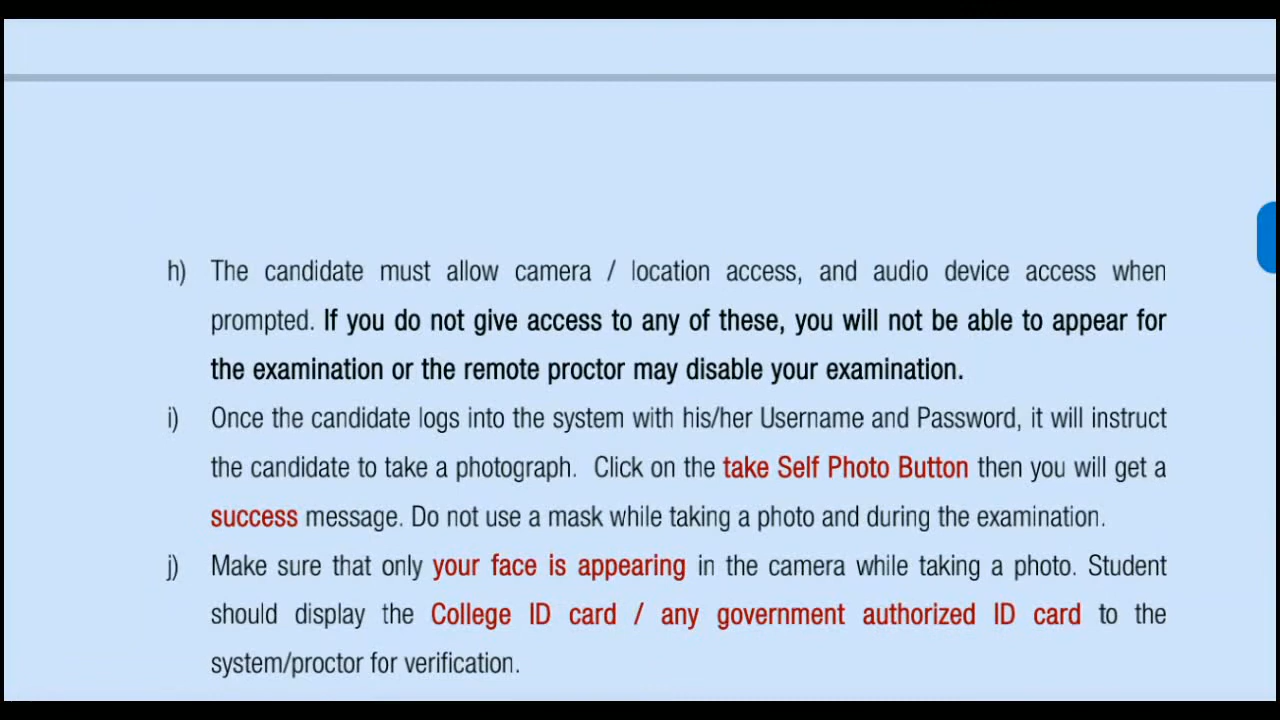 h) The candidate must allow camera / location access, and audio device access when
prompted. If you do not give access to any of these, you will not be able to appear for
the examination or the remote proctor may disable your examination.
i) Once the candidate logs into the system with his/her Username and Password, it will instruct
the candidate to take a photograph. Click on the take Self Photo Button then you will get a
success message. Do not use a mask while taking a photo and during the examination.
j) Make sure that only your face is appearing in the camera while taking a photo. Student
should display the College ID card / any government authorized ID card to the
system/proctor for verification.